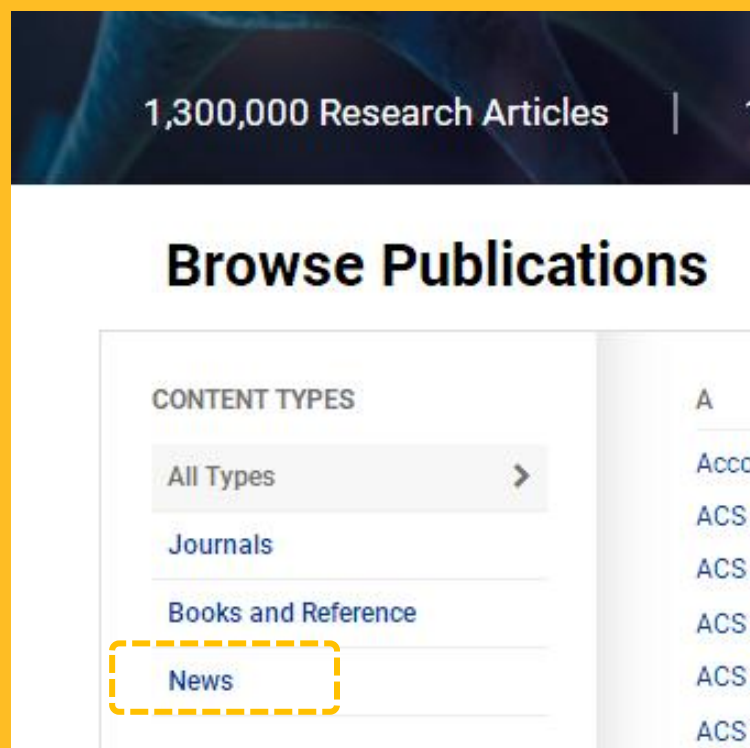 1,300,000 Research Articles |
Browse Publications
CONTENT TYPES
All Types
Journals
Books and Reference
News
A
ACS
ACS
ACS
ACS
ACS